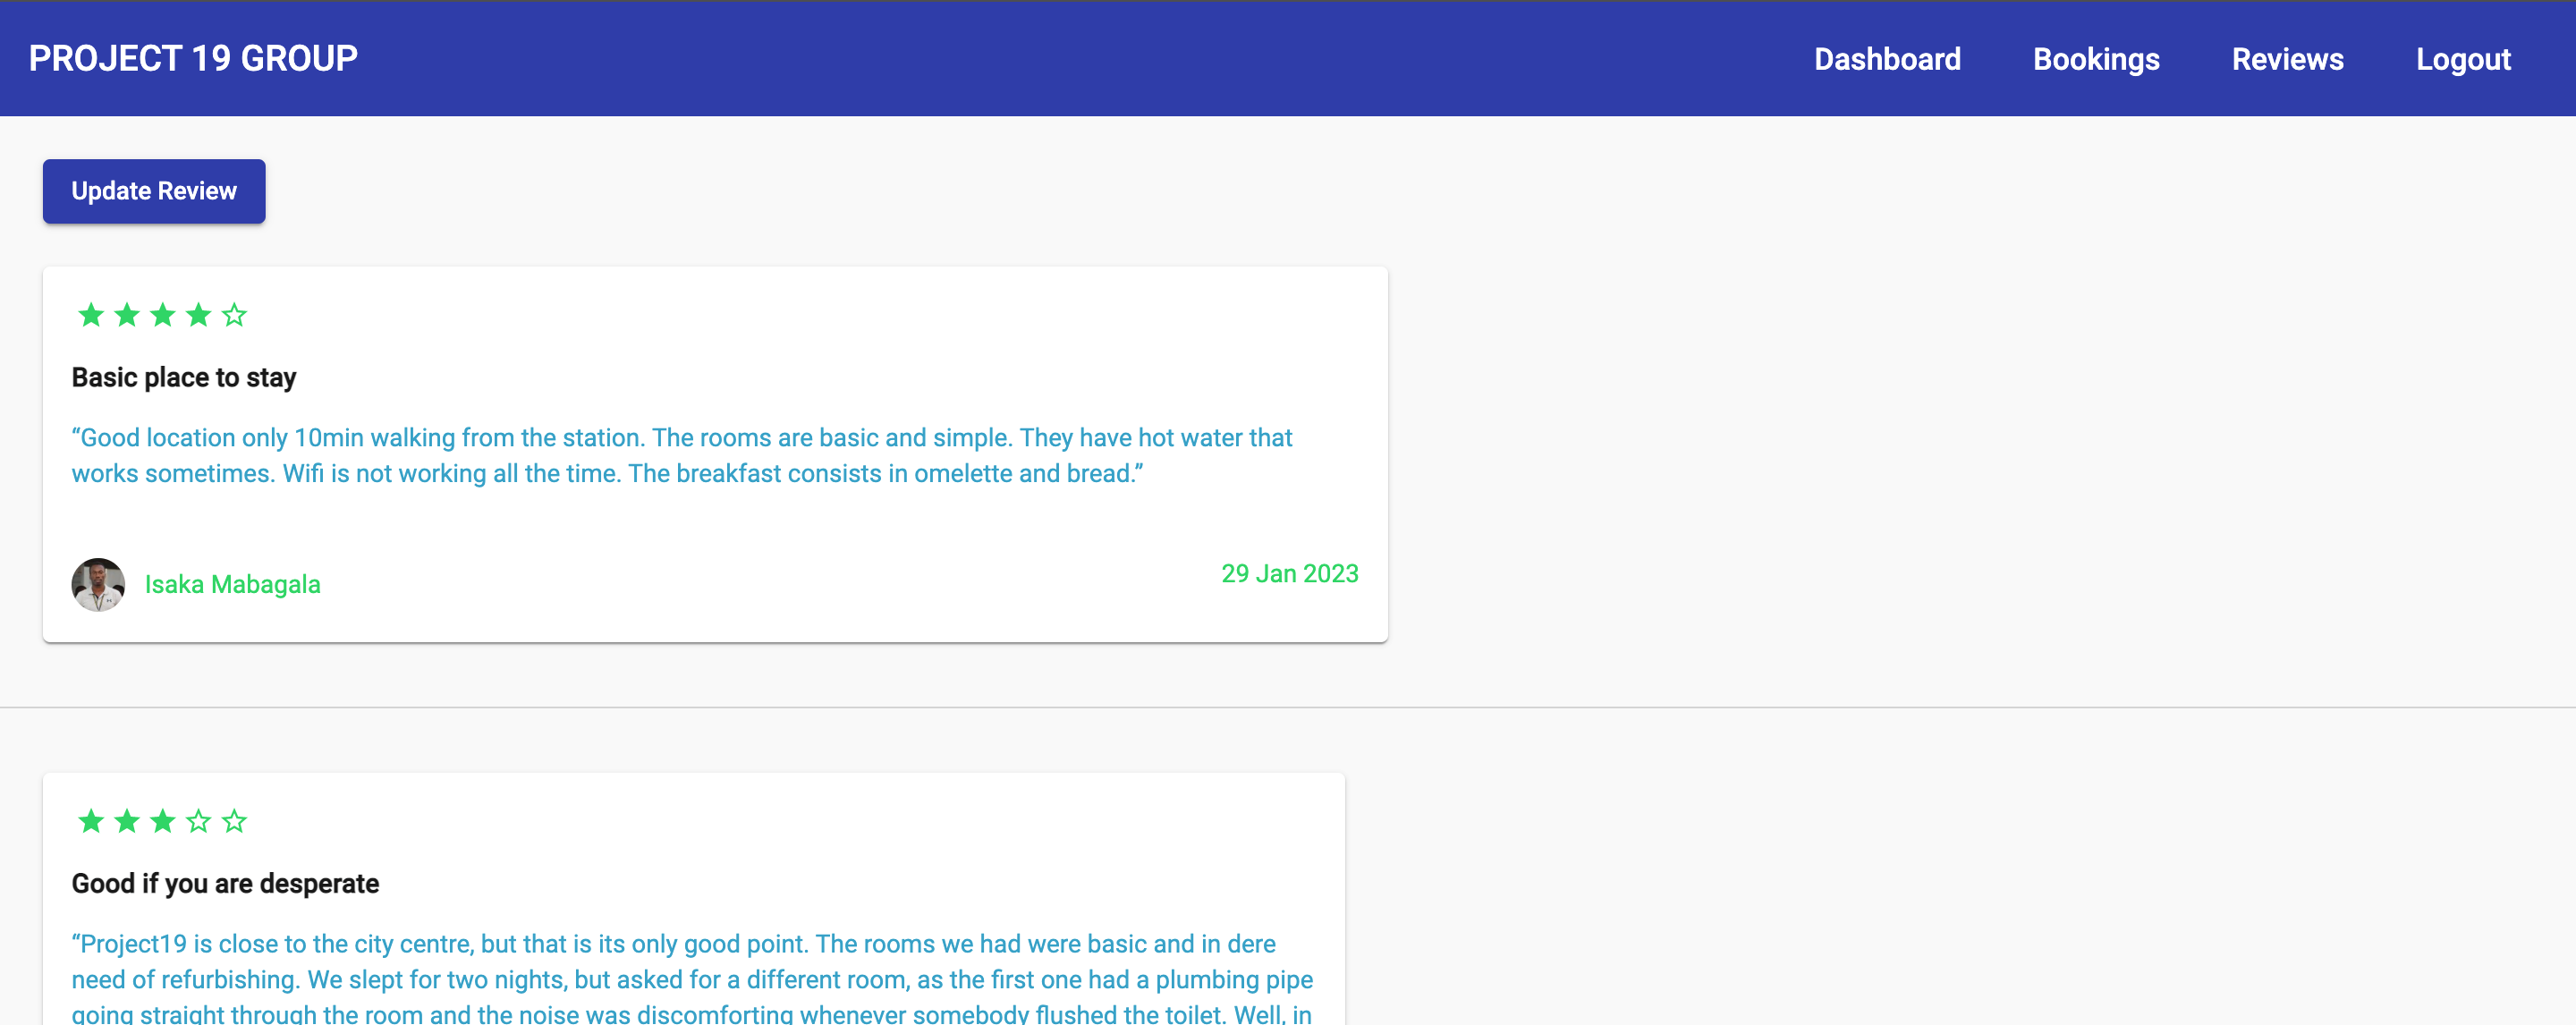 PROJECT 19 GROUP
Dashboard Bookings Reviews Logout
Update Review
Basic place to stay
“Good location only 10min walking from the station. The rooms are basic and simple. They have hot water that
works sometimes. Wifi is not working all the time. The breakfast consists in omelette and bread.”
Isaka Mabagala
29 Jan 2023
Good if you are desperate
“Project19 is close to the city centre, but that is its only good point. The rooms we had were basic and in dere
need of refurbishing. We slept for two nights, but asked for a different room, as the first one had a plumbing pipe
going straight through the room and the noise was discomforting whenever somebody flushed the toilet. Well, in